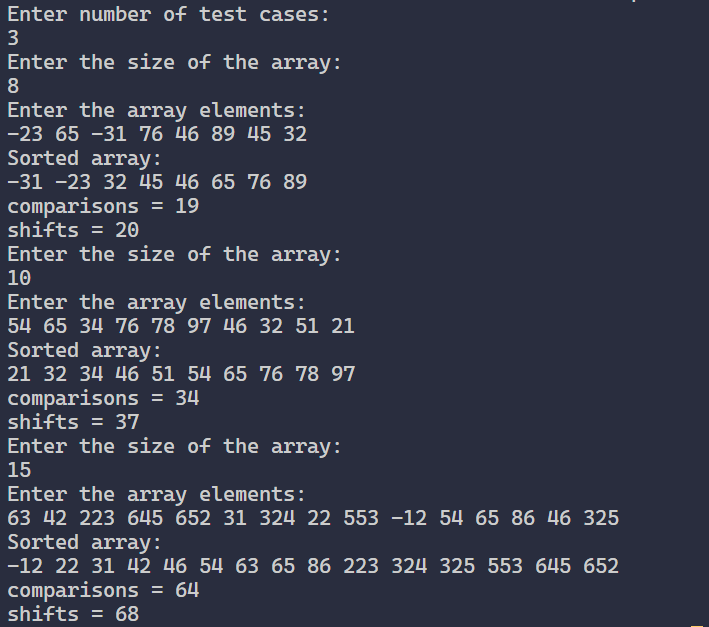 Enter number of test cases:
3
Enter the size of the array:
8
Enter the array elements:
-23 65 -31 76 46 89 45 32
Sorted array:
-31 -23 32 45 46 65 76 89
comparisons = 19
shifts = 20
Enter the size of the array:
10
Enter the array elements:
54 65 34 76 78 97 46 32 51 21
Sorted array:
21 32 34 46 51 54 65 76 78 97
comparisons = 34
shifts = 37
Enter the size of the array:
15
Enter the array elements:
63 42 223 645 652 31 324 22 553 -12 54 65 86 46 325
Sorted array:
-12 22 31 42 46 54 63 65 86 223 324 325 553 645 652
comparisons = 64
shifts = 68